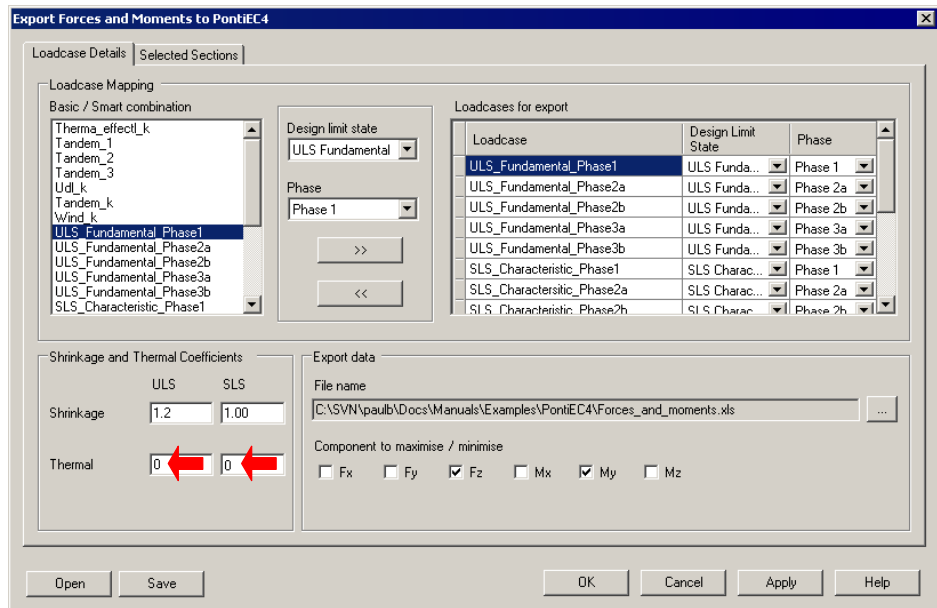 Export Forces and Moments to PontiEC4
Loadcase Details
Selected Sections
Loadcase Mapping
Basic / Smart combination
Therma_effectl_k
Tandem_1
Tandem_2
Tandem_3
Udl_k
Tandem_k
Wind_k
ULS_Fundamental_Phase1
ULS_Fundamental_Phase2a
ULS_Fundamental_Phase2b
ULS_Fundamental_Phase3a
ULS_Fundamental_Phase3b
SLS_Characteristic_Phase1
Design limit state
ULS Fundamental
Phase
Phase 1
>>
<<
Loadcases for export
Loadcase Design Limit State Phase
ULS_Fundamental_Phase1 ULS Funda... Phase 1
ULS_Fundamental_Phase2a ULS Funda... Phase 2a
ULS_Fundamental_Phase2b ULS Funda... Phase 2b
ULS_Fundamental_Phase3a ULS Funda... Phase 3a
ULS_Fundamental_Phase3b ULS Funda... Phase 3b
SLS_Characteristic_Phase1 SLS Charac... Phase 1
SLS_Charactersitic_Phase2a SLS Charac... Phase 2a
SLS_Characteristic_Phase2b SLS Charac... Phase 2b
Shrinkage and Thermal Coefficients
ULS SLS
Shrinkage 1.2 1.00
Thermal 0 0
Export data
File name
C:\SVN\paulb\Docs\Manuals\Examples\PontiEC4\Forces_and_moments.xls
...
Component to maximise / minimise
Fx Fy Fz Mx My Mz
Open Save OK Cancel Apply Help